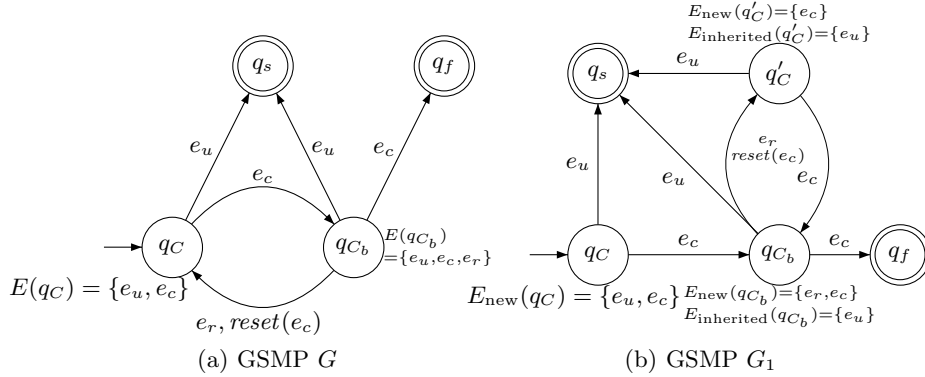 q_s
q_f
e_u
e_u
e_c
e_c
q_C
q_{C_b}
E(q_{C_b})
={e_u,e_c,e_r}
E(q_C) = {e_u, e_c}
e_r, reset(e_c)
(a) GSMP G
E_new(q'_C)={e_c}
E_inherited(q'_C)={e_u}
q_s
e_u
q'_C
e_r
reset(e_c)
e_u
e_u
e_c
q_C
e_c
q_{C_b}
e_c
q_f
E_new(q_C) = {e_u, e_c}
E_new(q_{C_b})={e_r,e_c}
E_inherited(q_{C_b})={e_u}
(b) GSMP G_1